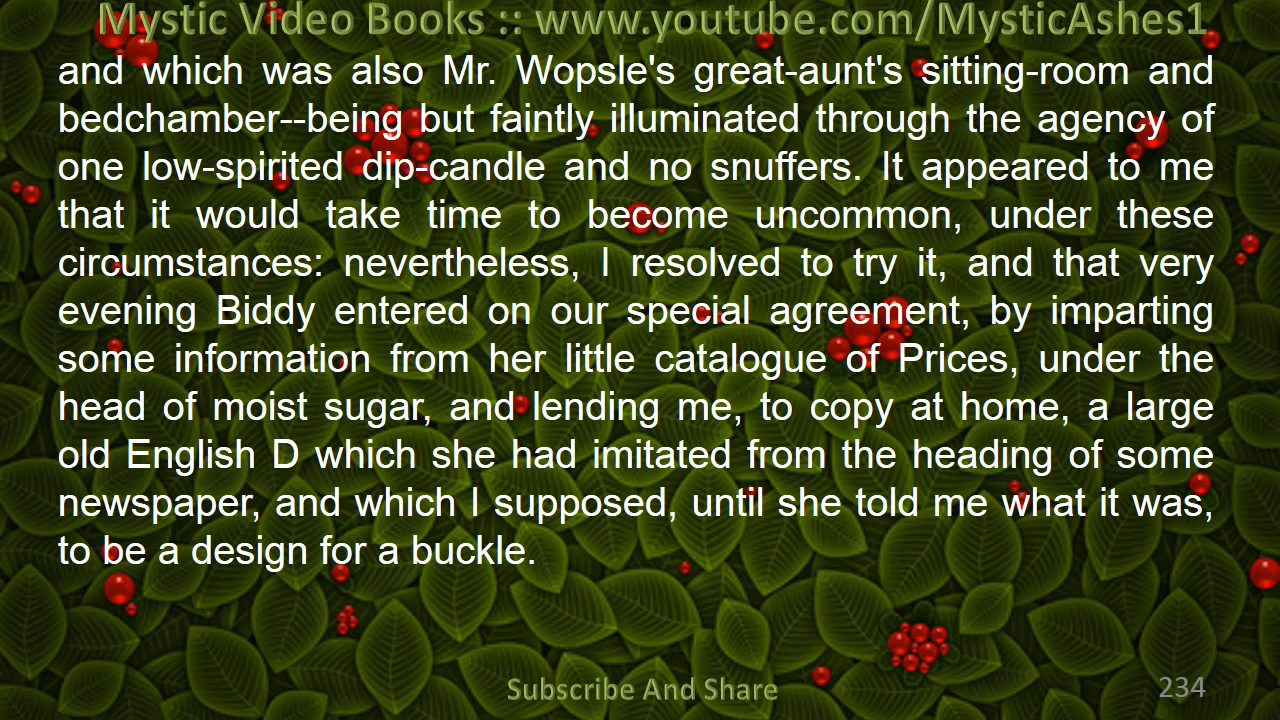 Mystic Video Books :: www.youtube.com/MysticAshes1
and which was also Mr. Wopsle's great-aunt's sitting-room and
bedchamber--being but faintly illuminated through the agency of
one low-spirited dip-candle and no snuffers. It appeared to me
that it would take time to become uncommon, under these
circumstances: nevertheless, I resolved to try it, and that very
evening Biddy entered on our special agreement, by imparting
some information from her little catalogue of Prices, under the
head of moist sugar, and lending me, to copy at home, a large
old English D which she had imitated from the heading of some
newspaper, and which I supposed, until she told me what it was,
to be a design for a buckle.
Subscribe And Share
234